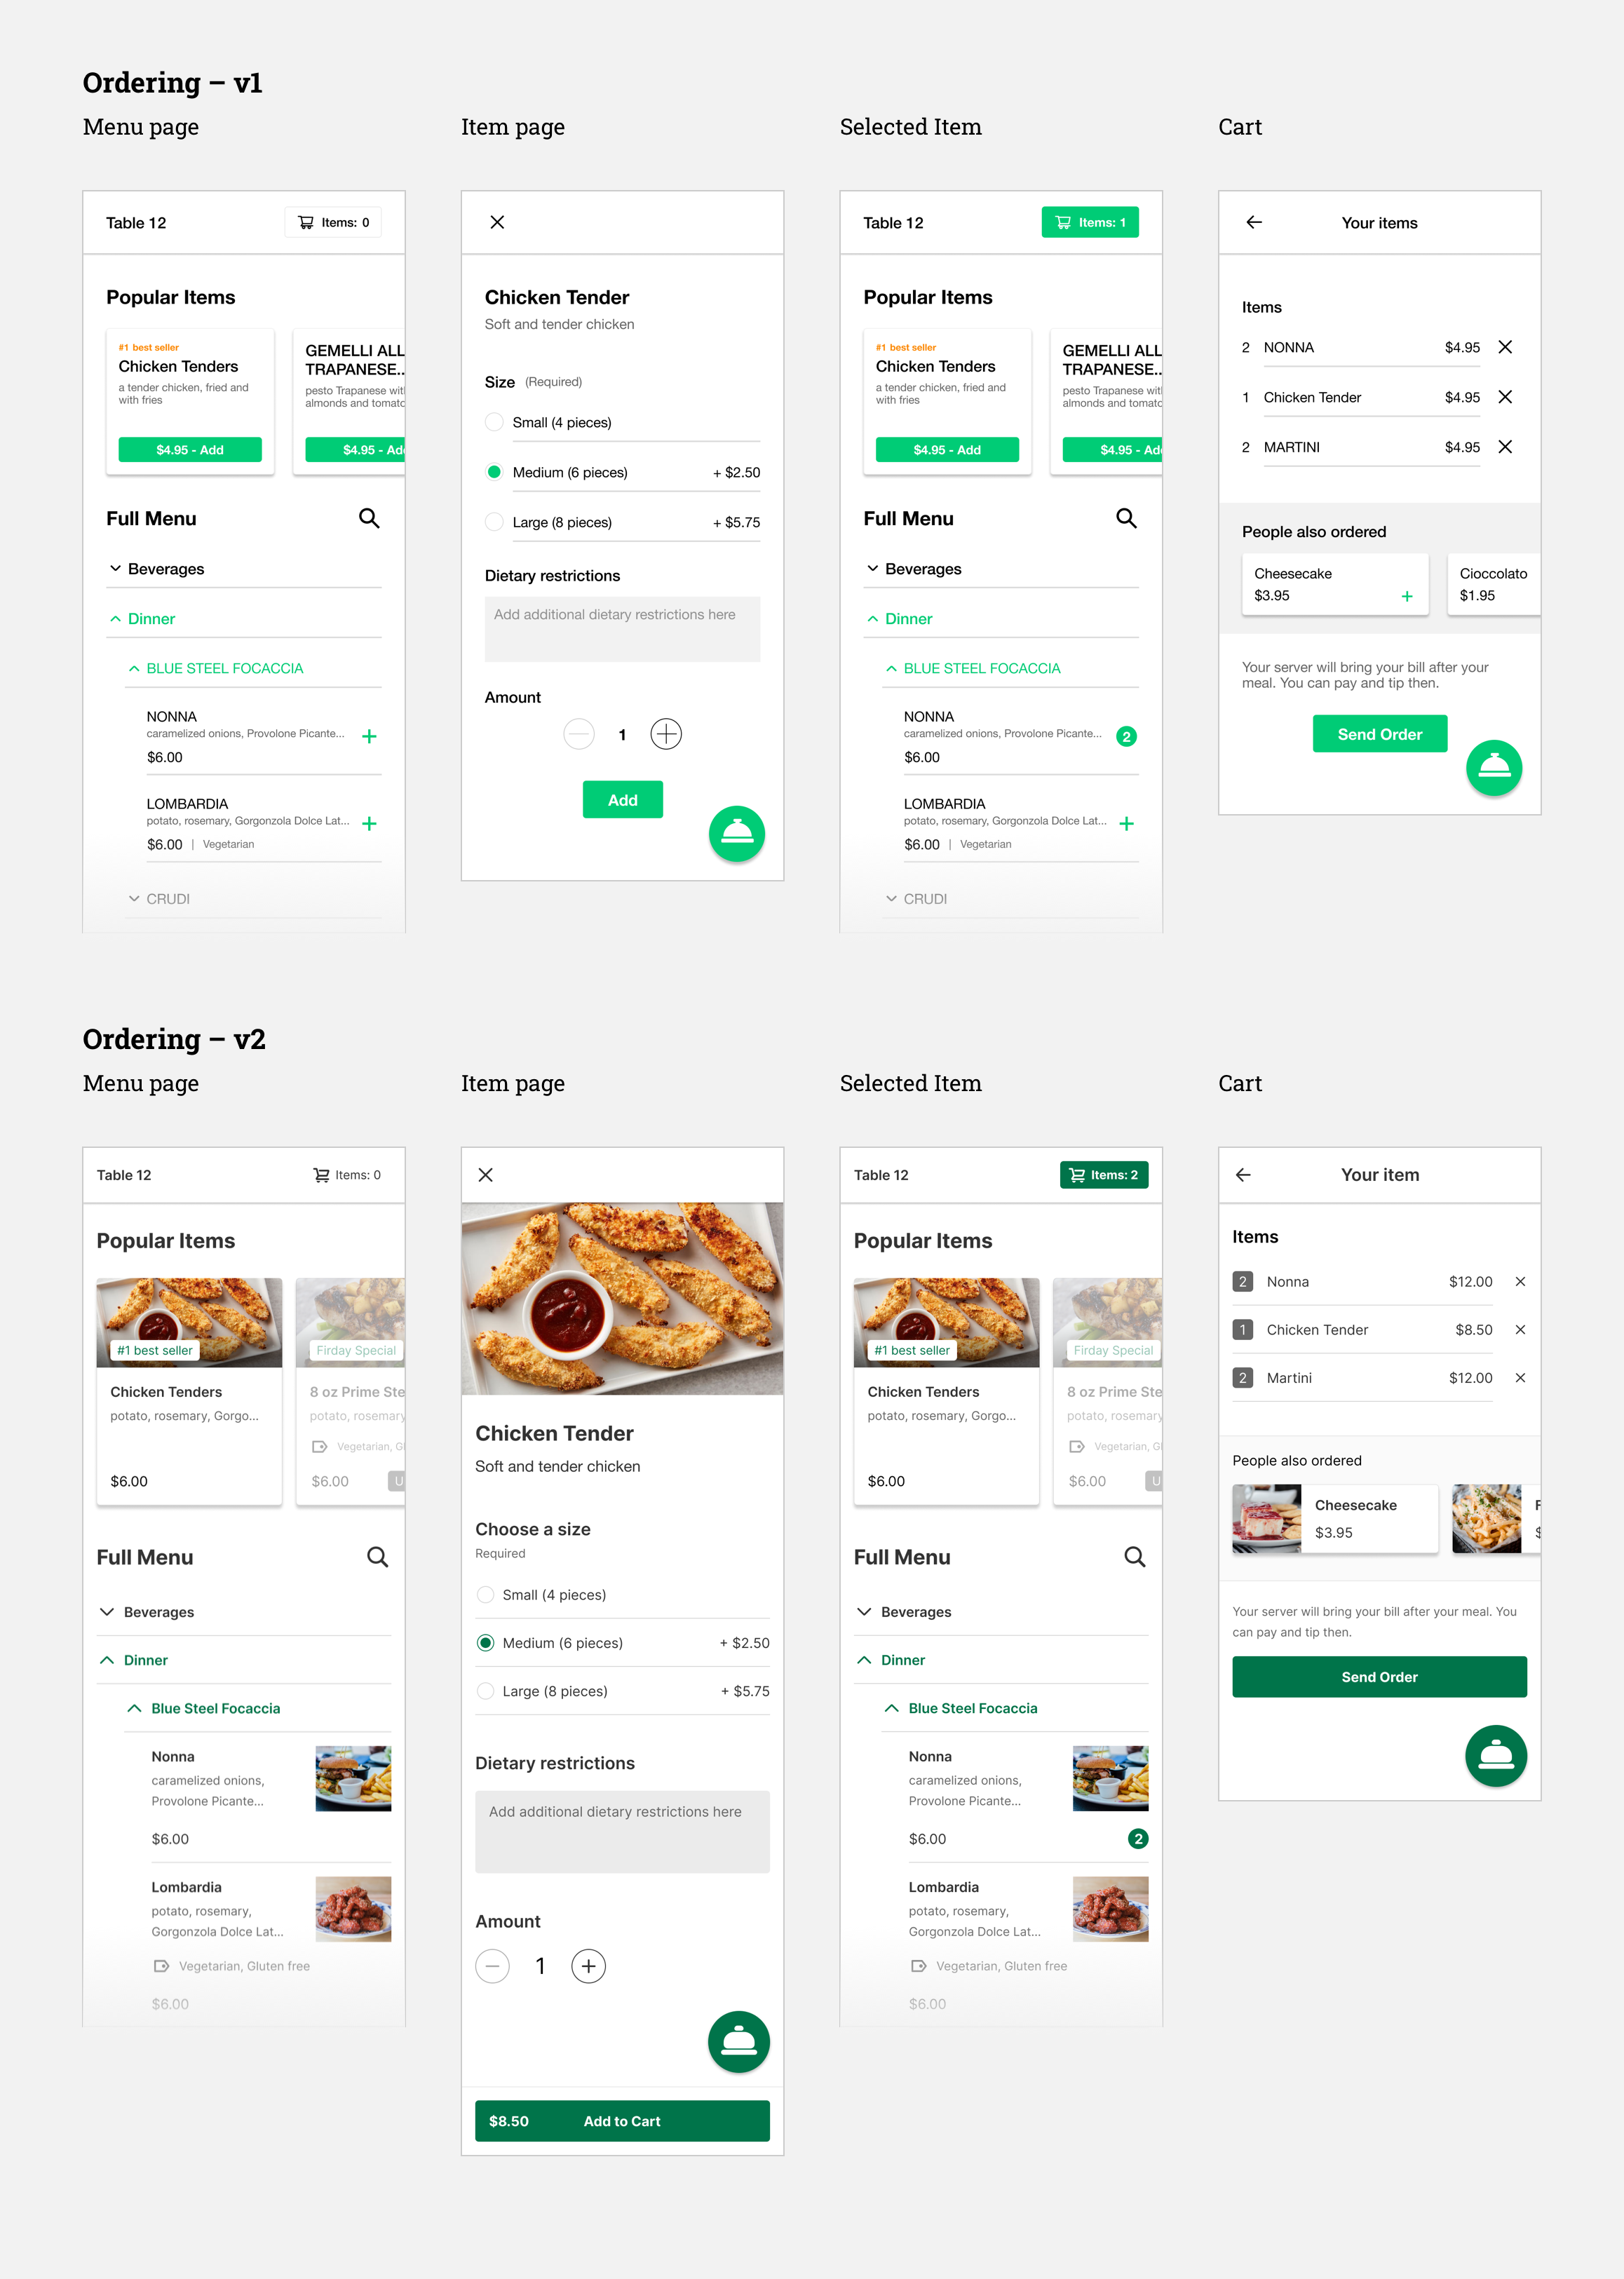 Ordering – v1
Menu page
Item page
Selected Item
Cart
Table 12
Items: 0
Popular Items
#1 best seller
Chicken Tenders
a tender chicken, fried and
with fries
$4.95 - Add
GEMELLI ALL
TRAPANESE..
pesto Trapanese wit
almonds and tomato
$4.95 - Ad
Full Menu
Beverages
Dinner
BLUE STEEL FOCACCIA
NONNA
caramelized onions, Provolone Picante...
$6.00
LOMBARDIA
potato, rosemary, Gorgonzola Dolce Lat...
$6.00 | Vegetarian
CRUDI
Chicken Tender
Soft and tender chicken
Size (Required)
Small (4 pieces)
Medium (6 pieces) + $2.50
Large (8 pieces) + $5.75
Dietary restrictions
Add additional dietary restrictions here
Amount
1
Add
Table 12
Items: 1
Popular Items
#1 best seller
Chicken Tenders
a tender chicken, fried and
with fries
$4.95 - Add
GEMELLI ALL
TRAPANESE..
pesto Trapanese wit
almonds and tomato
$4.95 - Ad
Full Menu
Beverages
Dinner
BLUE STEEL FOCACCIA
NONNA
caramelized onions, Provolone Picante...
2
$6.00
LOMBARDIA
potato, rosemary, Gorgonzola Dolce Lat...
$6.00 | Vegetarian
CRUDI
Your items
Items
2 NONNA $4.95
1 Chicken Tender $4.95
2 MARTINI $4.95
People also ordered
Cheesecake
$3.95
Cioccolato
$1.95
Your server will bring your bill after your
meal. You can pay and tip then.
Send Order
Ordering – v2
Menu page
Item page
Selected Item
Cart
Table 12
Items: 0
Popular Items
#1 best seller
Chicken Tenders
potato, rosemary, Gorgo...
$6.00
Firday Special
8 oz Prime Ste
potato, rosemary
Vegetarian, Gl
$6.00
U
Full Menu
Beverages
Dinner
Blue Steel Focaccia
Nonna
caramelized onions,
Provolone Picante...
$6.00
Lombardia
potato, rosemary,
Gorgonzola Dolce Lat...
Vegetarian, Gluten free
$6.00
Chicken Tender
Soft and tender chicken
Choose a size
Required
Small (4 pieces)
Medium (6 pieces) + $2.50
Large (8 pieces) + $5.75
Dietary restrictions
Add additional dietary restrictions here
Amount
1
$8.50 Add to Cart
Table 12
Items: 2
Popular Items
#1 best seller
Chicken Tenders
potato, rosemary, Gorgo...
$6.00
Firday Special
8 oz Prime Ste
potato, rosemary
Vegetarian, Gl
$6.00
U
Full Menu
Beverages
Dinner
Blue Steel Focaccia
Nonna
caramelized onions,
Provolone Picante...
$6.00
2
Lombardia
potato, rosemary,
Gorgonzola Dolce Lat...
Vegetarian, Gluten free
$6.00
Your item
Items
2 Nonna $12.00
1 Chicken Tender $8.50
2 Martini $12.00
People also ordered
Cheesecake
$3.95
F
$
Your server will bring your bill after your meal. You
can pay and tip then.
Send Order